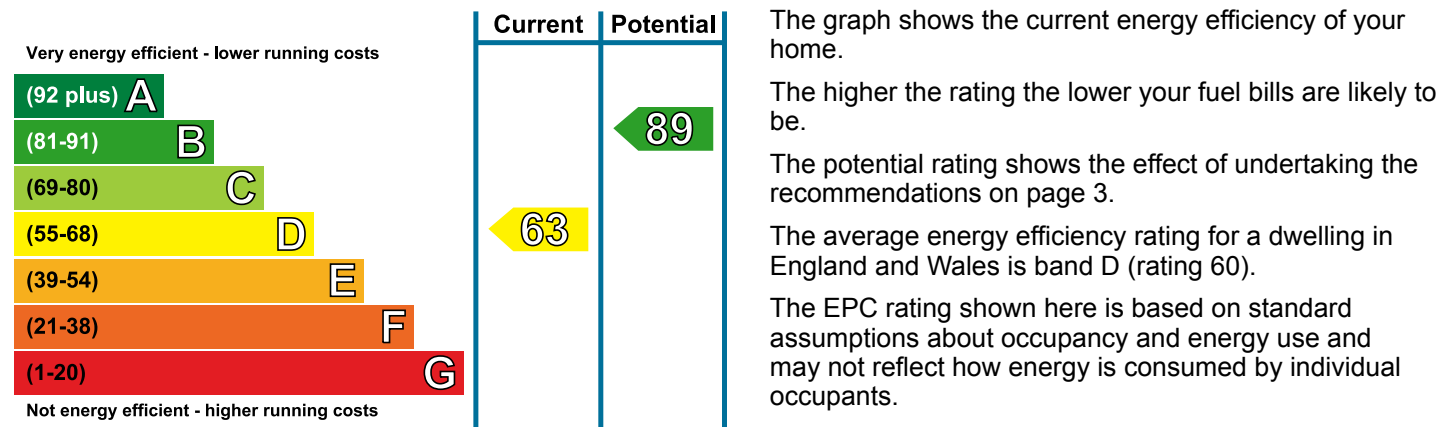 Current Potential
Very energy efficient - lower running costs
(92 plus) A
(81-91) B
(69-80) C
(55-68) D
(39-54) E
(21-38) F
(1-20) G
Not energy efficient - higher running costs
63
89
The graph shows the current energy efficiency of your
home.
The higher the rating the lower your fuel bills are likely to
be.
The potential rating shows the effect of undertaking the
recommendations on page 3.
The average energy efficiency rating for a dwelling in
England and Wales is band D (rating 60).
The EPC rating shown here is based on standard
assumptions about occupancy and energy use and
may not reflect how energy is consumed by individual
occupants.